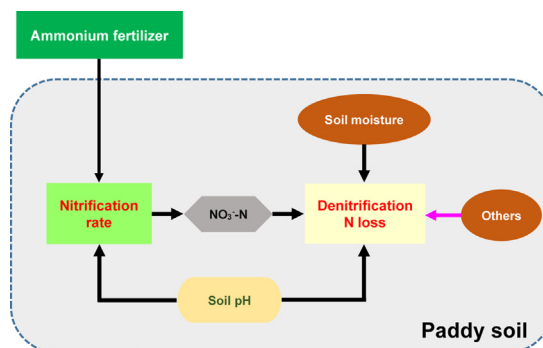 Ammonium fertilizer
Soil moisture
Nitrification
rate
NO₃⁻-N
Denitrification
N loss
Others
Soil pH
Paddy soil